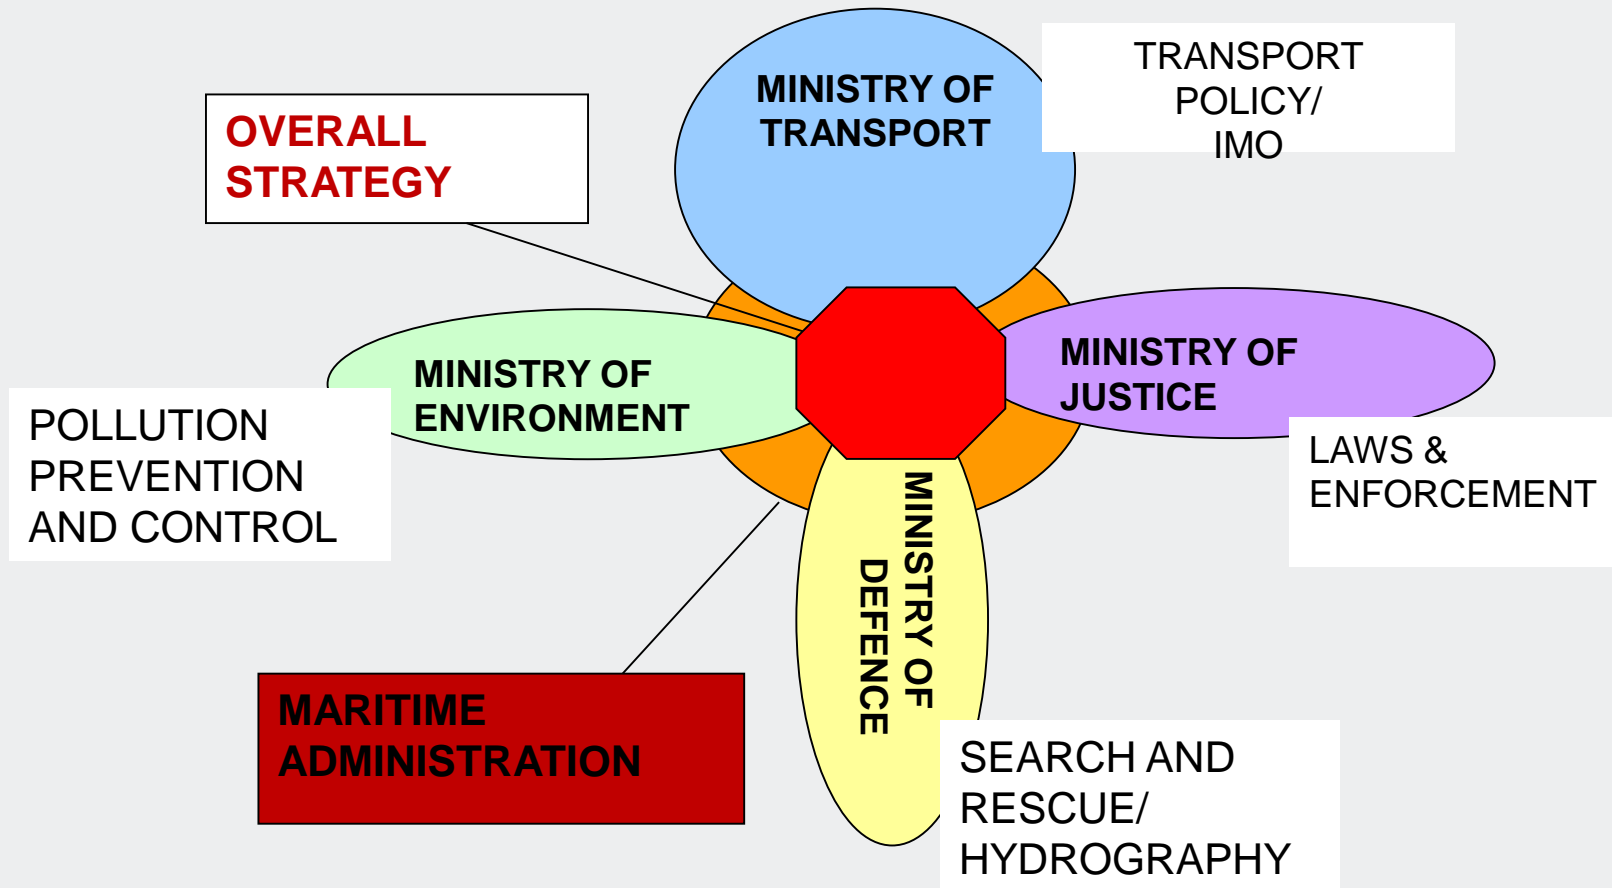 MINISTRY OF
TRANSPORT
TRANSPORT
POLICY/
IMO
OVERALL
STRATEGY
MINISTRY OF
ENVIRONMENT
MINISTRY OF
JUSTICE
POLLUTION
PREVENTION
AND CONTROL
LAWS &
ENFORCEMENT
MINISTRY OF
DEFENCE
MARITIME
ADMINISTRATION
SEARCH AND
RESCUE/
HYDROGRAPHY